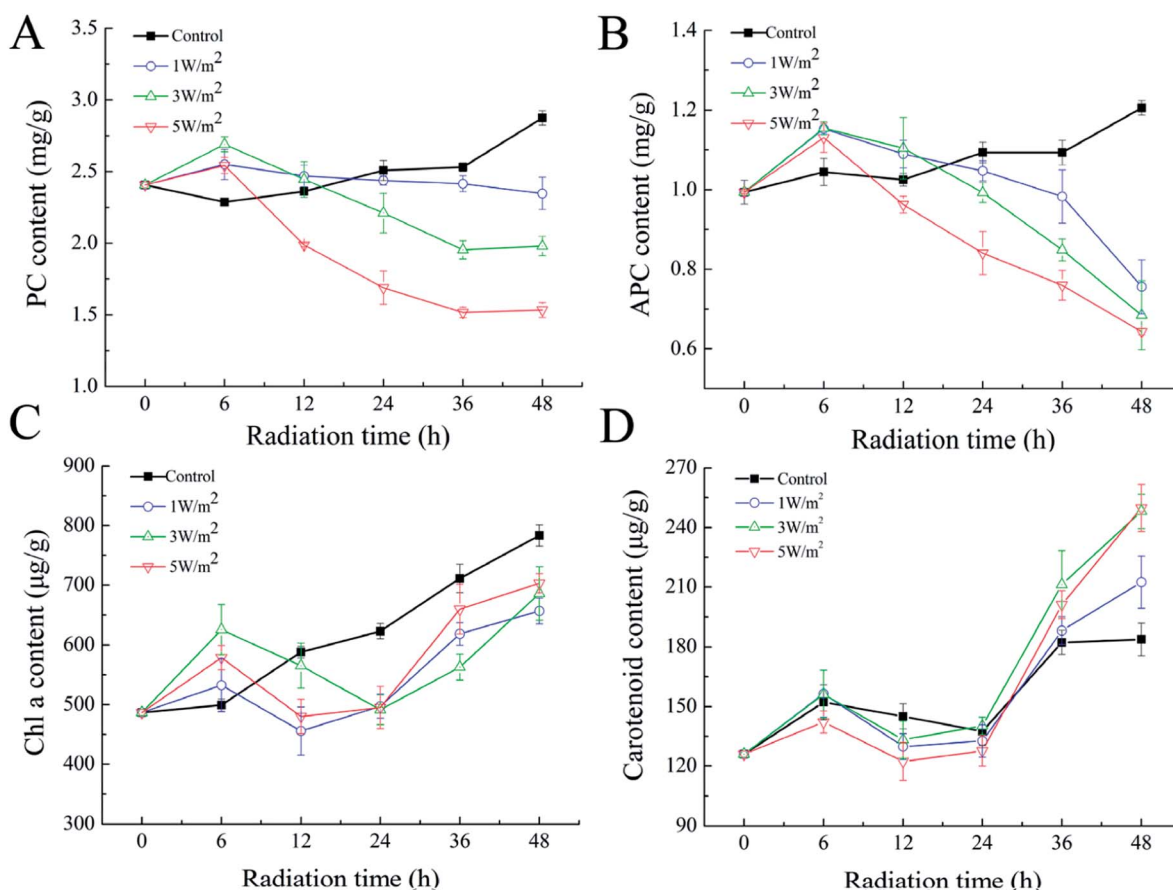 A
PC content (mg/g)
3.5
3.0
2.5
2.0
1.5
1.0
Control
1W/m²
3W/m²
5W/m²
0 6 12 24 36 48
Radiation time (h)
B
APC content (mg/g)
1.4
1.2
1.0
0.8
0.6
Control
1W/m²
3W/m²
5W/m²
0 6 12 24 36 48
Radiation time (h)
C
Chl a content (μg/g)
900
800
700
600
500
400
300
Control
1W/m²
3W/m²
5W/m²
0 6 12 24 36 48
Radiation time (h)
D
Carotenoid content (μg/g)
270
240
210
180
150
120
90
Control
1W/m²
3W/m²
5W/m²
0 6 12 24 36 48
Radiation time (h)